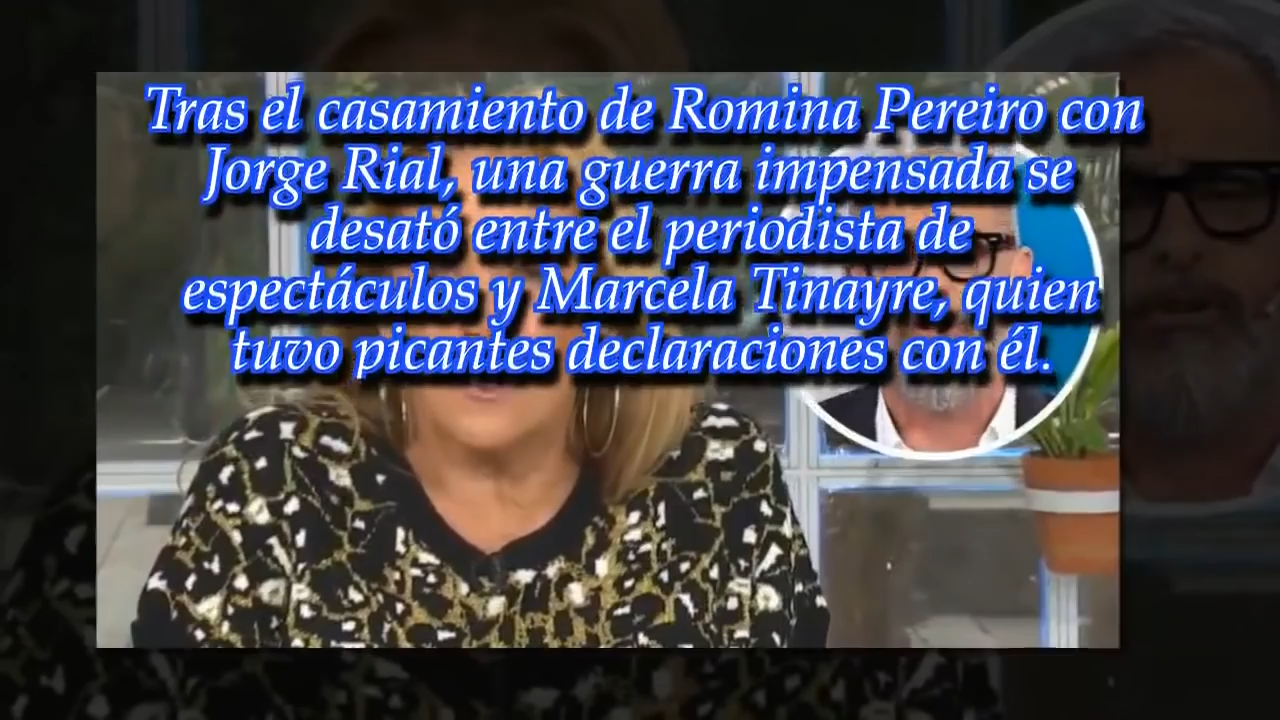 Tras el casamiento de Romina Pereiro con
Jorge Rial, una guerra impensada se
desató entre el periodista de
espectáculos y Marcela Tinayre, quien
tuvo picantes declaraciones con él.